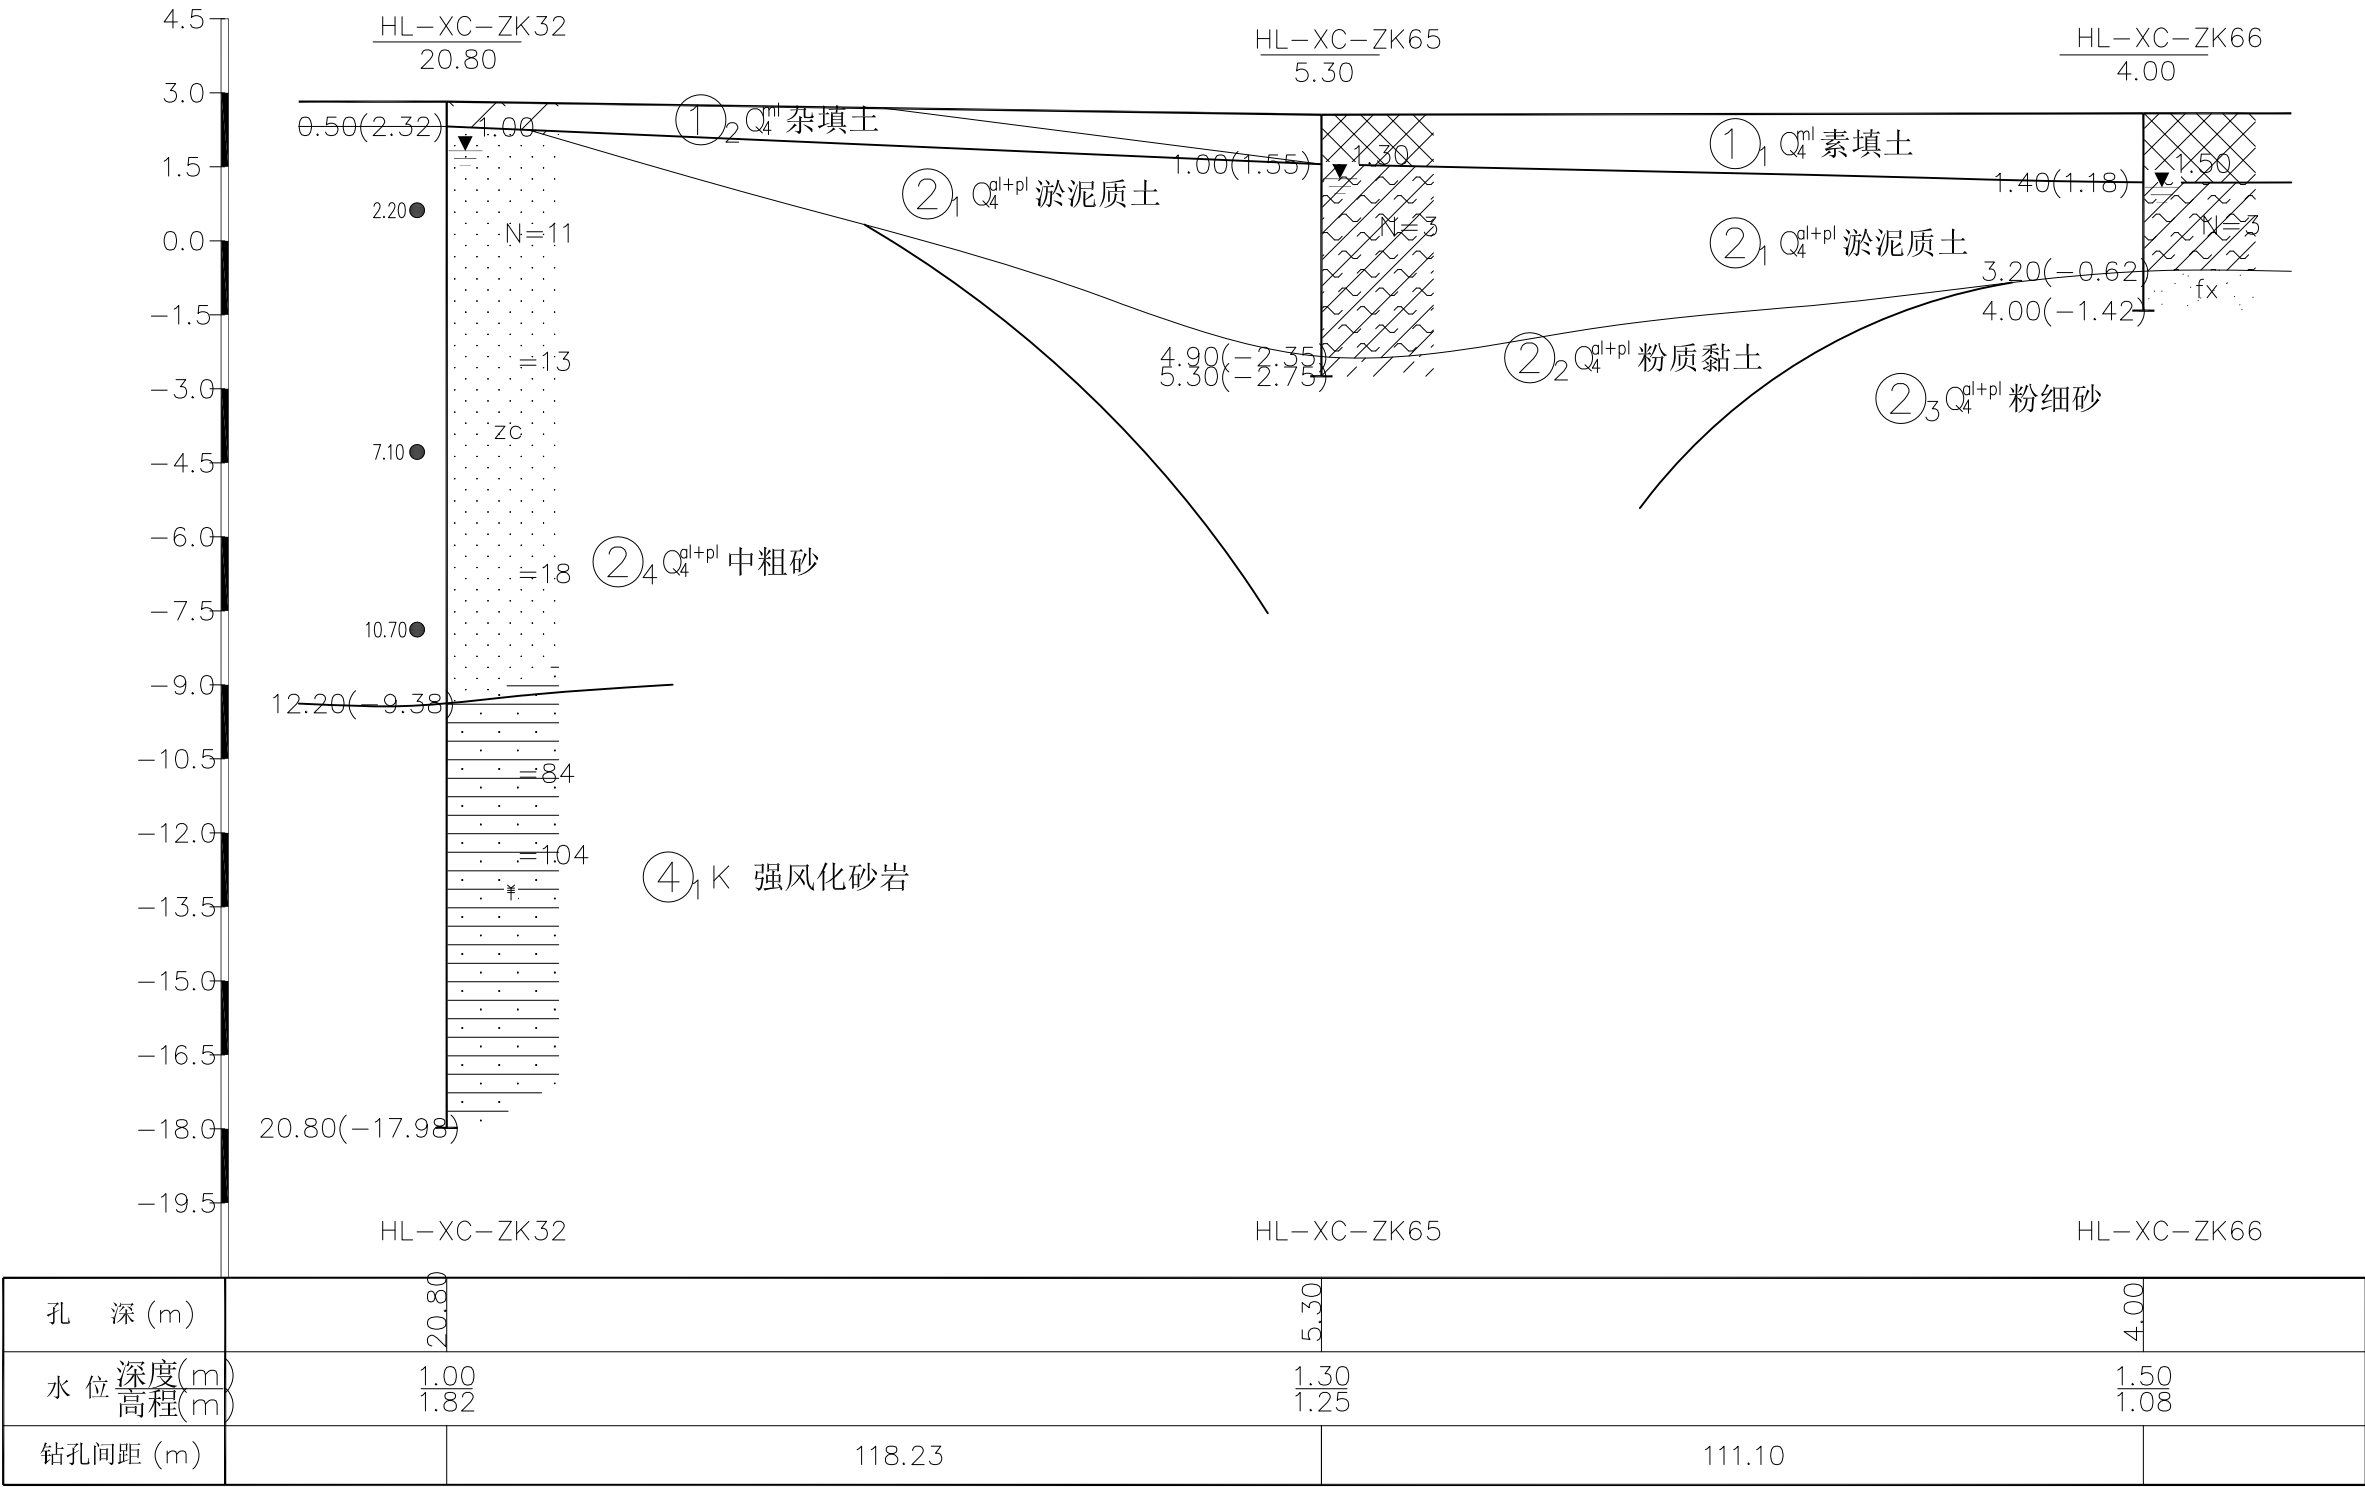 HL-XC-ZK32
20.80
HL-XC-ZK65
5.30
HL-XC-ZK66
4.00
4.5
3.0
1.5
0.0
-1.5
-3.0
-4.5
-6.0
-7.5
-9.0
-10.5
-12.0
-13.5
-15.0
-16.5
-18.0
-19.5
0.50(2.32)
1.00
2.20
N=11
=13
zc
7.10
=18
10.70
12.20(-9.38)
=84
=104
20.80(-17.98)
①2 Q4ml 杂填土
②1 Q4al+pl 淤泥质土
②4 Q4al+pl 中粗砂
④1 K 强风化砂岩
1.00(1.55)
1.30
N=3
4.90(-2.35)
5.30(-2.75)
①1 Q4ml 素填土
②1 Q4al+pl 淤泥质土
②2 Q4al+pl 粉质黏土
②3 Q4al+pl 粉细砂
1.40(1.18)
1.50
N=3
3.20(-0.62)
fx
4.00(-1.42)
HL-XC-ZK32
HL-XC-ZK65
HL-XC-ZK66
孔 深 (m)
20.80
5.30
4.00
水 位 深度(m)
高程(m)
1.00
1.82
1.30
1.25
1.50
1.08
钻孔间距 (m)
118.23
111.10